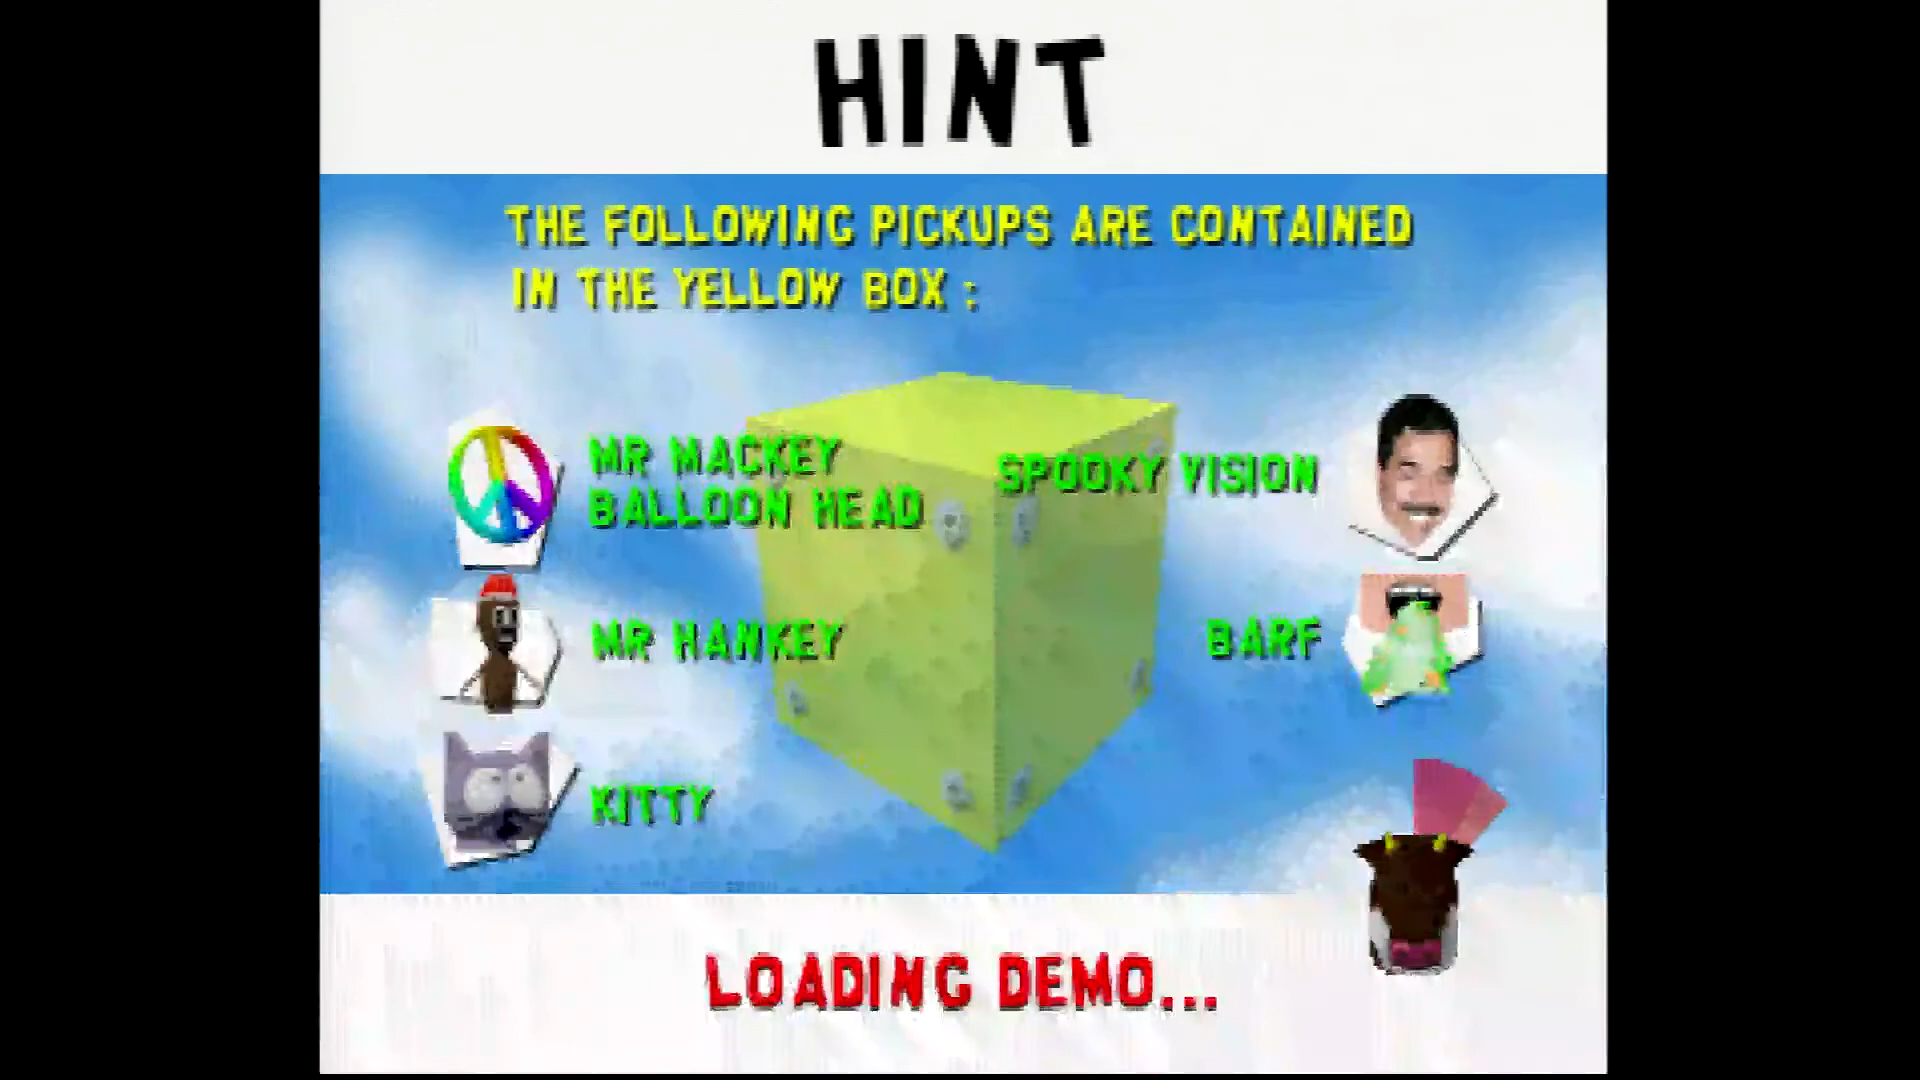 HINT
THE FOLLOWING PICKUPS ARE CONTAINED
IN THE YELLOW BOX :
MR MACKEY
BALLOON HEAD
SPOOKY VISION
MR HANKEY
BARF
KITTY
LOADING DEMO...